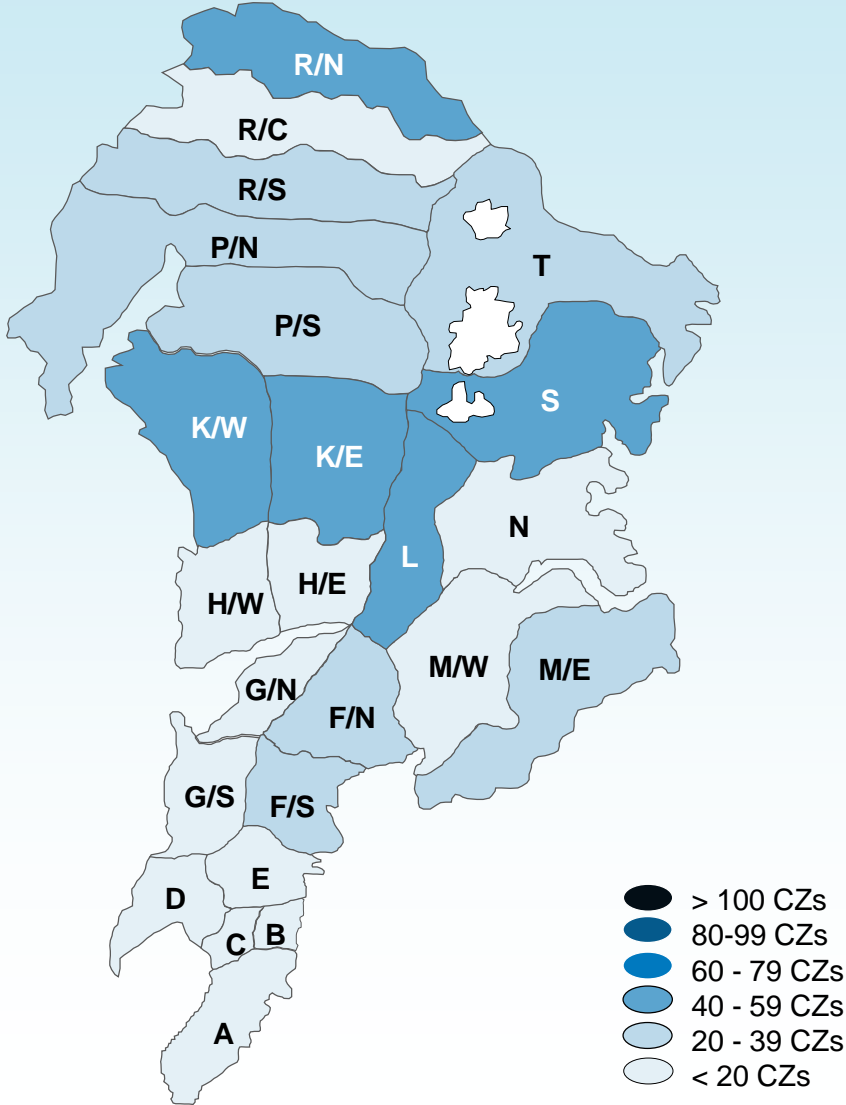 R/N
R/C
R/S
P/N
T
P/S
S
K/W
K/E
N
L
H/E
H/W
M/W
M/E
G/N
F/N
G/S
F/S
E
D
B
C
A
> 100 CZs
80-99 CZs
60 - 79 CZs
40 - 59 CZs
20 - 39 CZs
< 20 CZs